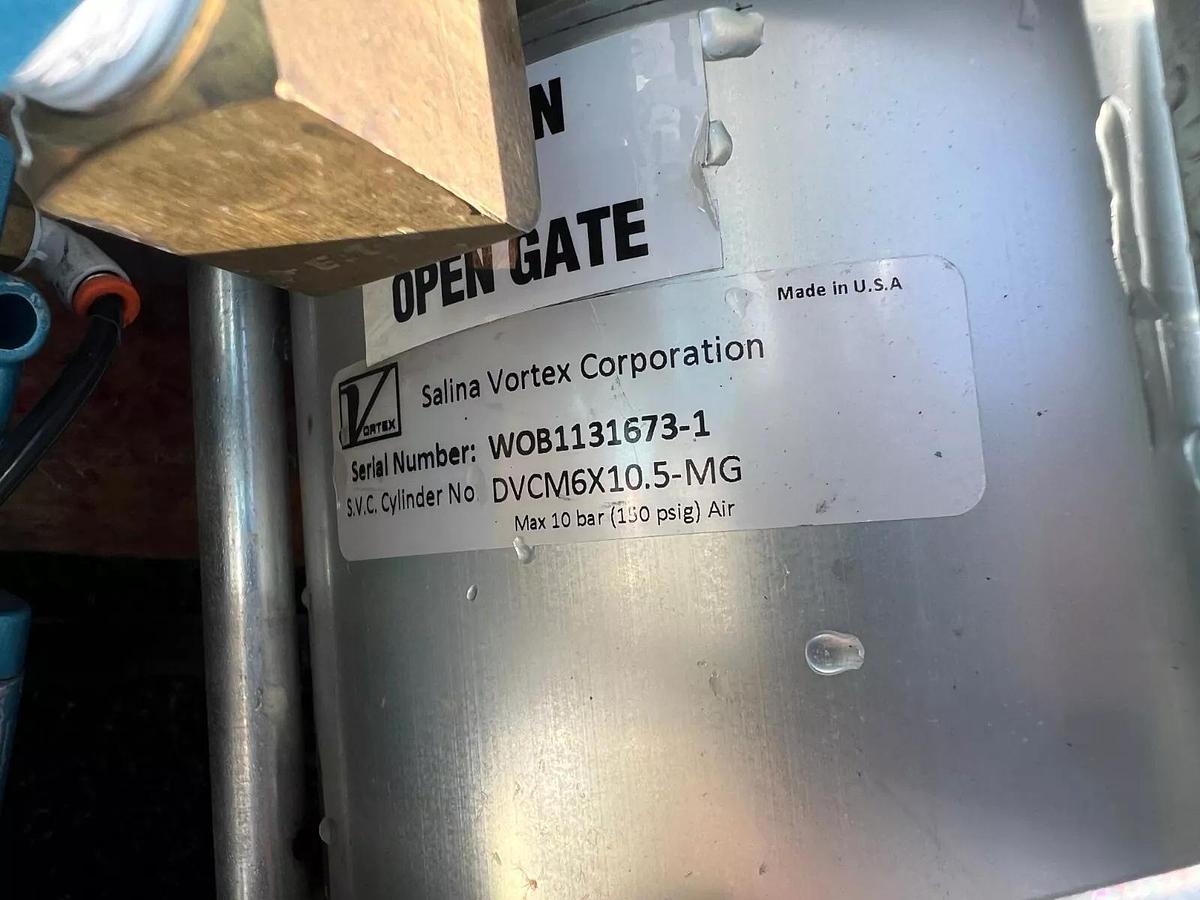 N
OPEN GATE
Made in U.S.A
VORTEX
Salina Vortex Corporation
Serial Number: WOB1131673-1
S.V.C. Cylinder No DVCM6X10.5-MG
Max 10 bar (150 psig) Air